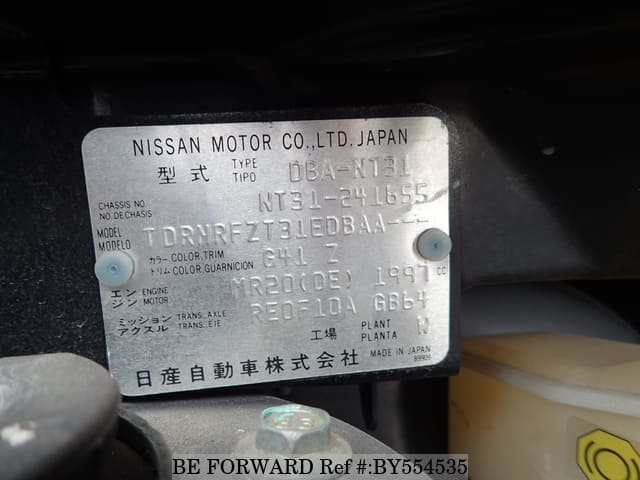 NISSAN MOTOR CO.,LTD. JAPAN
型式 TYPE TIPO DBA-NT31
CHASSIS NO NO.DE CHASIS NT31-241655
MODEL MODELO TDRNRFZT31EDBAA---
カラー COLOR,TRIM トリム COLOR,GUARNICION G41 Z
エンジン ENGINE MOTOR MR20(DE) 1997 cc
ミッション アクスル TRANS.,AXLE TRANS.,EJE RE0F10A GB64
工場 PLANT PLANTA W
日産自動車株式会社 MADE IN JAPAN 89909
BE FORWARD Ref #:BY554535